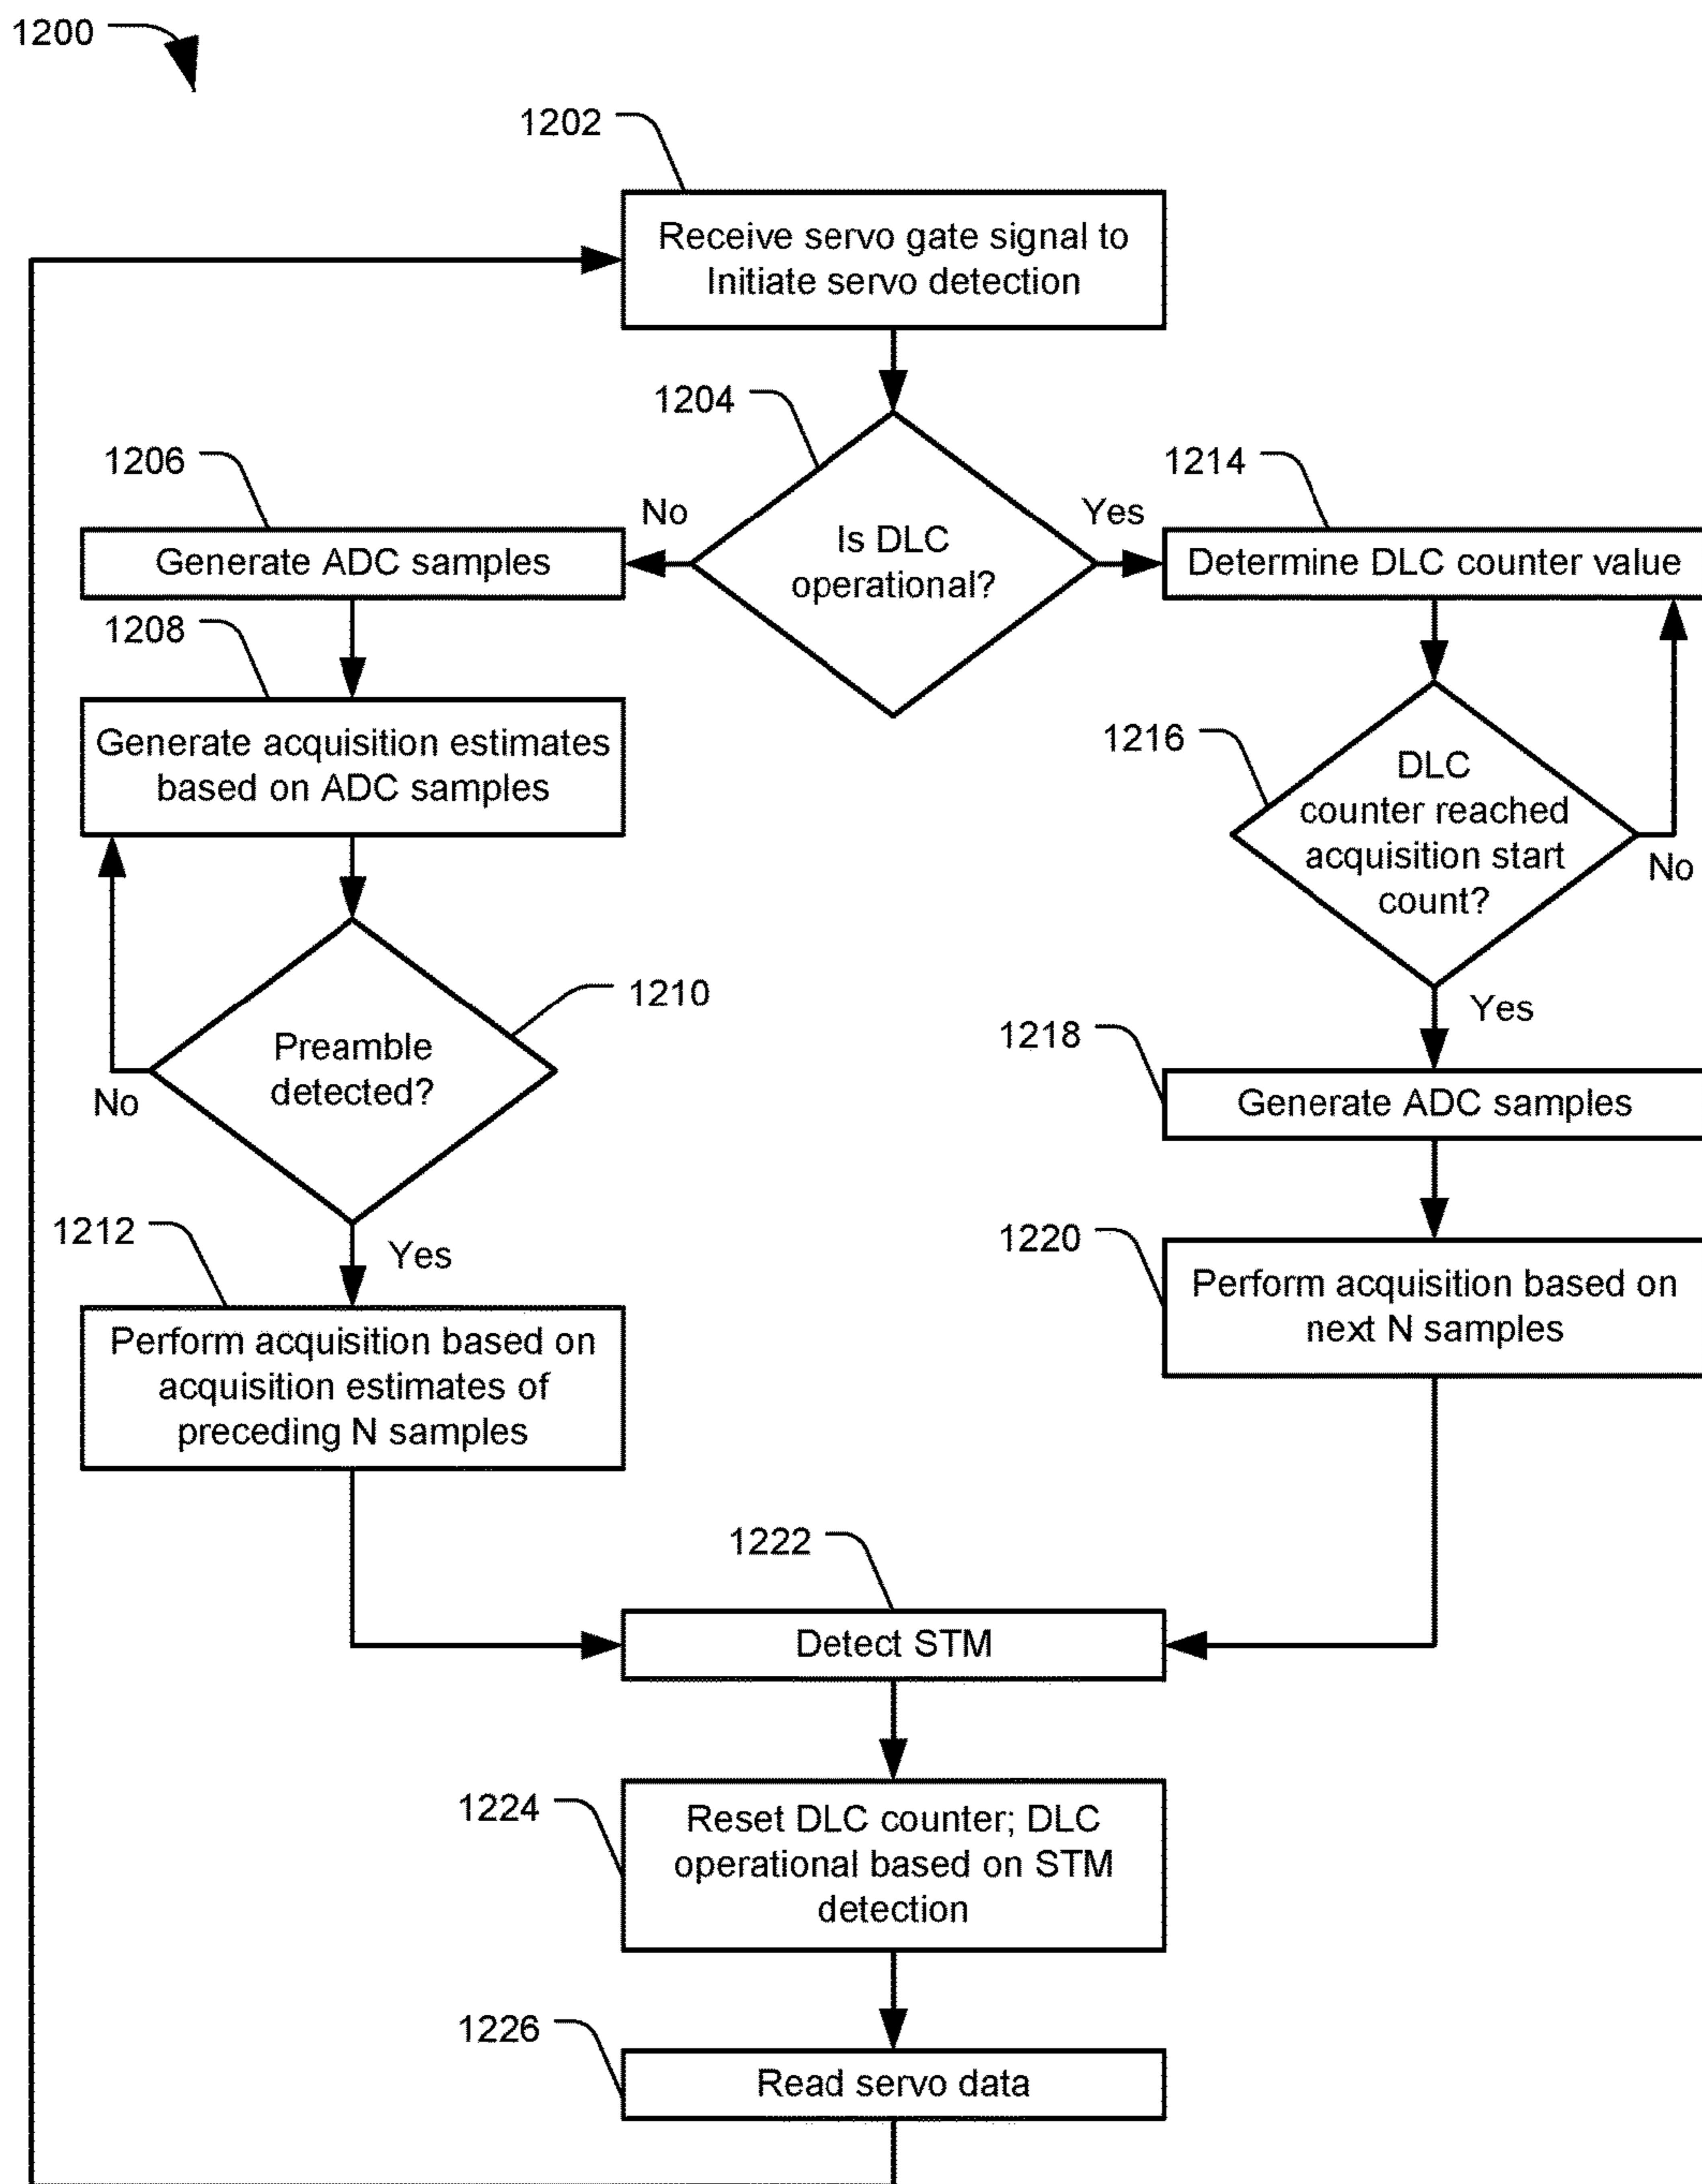 1200
1202
Receive servo gate signal to
Initiate servo detection
1204
Is DLC
operational?
No
Yes
1206
Generate ADC samples
1208
Generate acquisition estimates
based on ADC samples
1210
Preamble
detected?
No
Yes
1212
Perform acquisition based on
acquisition estimates of
preceding N samples
1214
Determine DLC counter value
1216
DLC
counter reached
acquisition start
count?
No
Yes
1218
Generate ADC samples
1220
Perform acquisition based on
next N samples
1222
Detect STM
1224
Reset DLC counter; DLC
operational based on STM
detection
1226
Read servo data